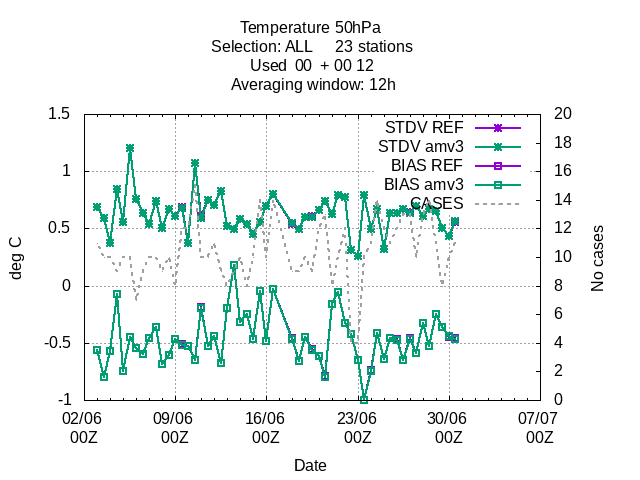 Temperature 50hPa
Selection: ALL     23 stations
Used  00  + 00 12
Averaging window: 12h
1.5
1
0.5
0
-0.5
-1
deg C
20
18
16
14
12
10
8
6
4
2
0
No cases
STDV REF
STDV amv3
BIAS REF
BIAS amv3
CASES
02/06 09/06 16/06 23/06 30/06 07/07
00Z 00Z 00Z 00Z 00Z 00Z
Date